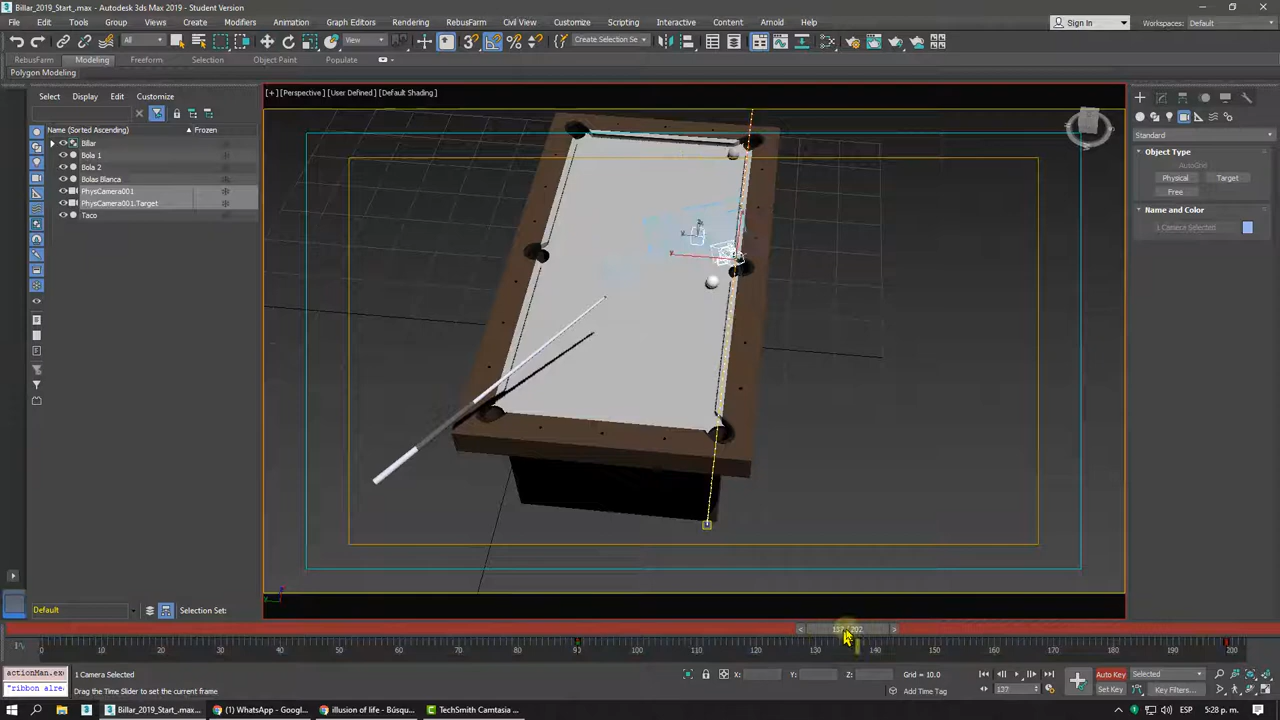 Billar_2019_Start_.max - Autodesk 3ds Max 2019 - Student Version
File Edit Tools Group Views Create Modifiers Animation Graph Editors Rendering RebusFarm Civil View Customize Scripting Interactive Content Arnold Help
Sign In Workspaces: Default
All View Create Selection Se
RebusFarm Modeling Freeform Selection Object Paint Populate
Polygon Modeling
Select Display Edit Customize
[+] [Perspective] [User Defined] [Default Shading]
Name (Sorted Ascending) Frozen
Billar
Bola 1
Bola 2
Bolas Blanca
PhysCamera001
PhysCamera001.Target
Taco
Standard
Object Type
AutoGrid
Physical Target
Free
Name and Color
1 Camera Selected
Default Selection Set:
137 / 202
0 10 20 30 40 50 60 70 80 90 100 110 120 130 140 150 160 170 180 190 200
actionMan.exe
"ribbon alrea
1 Camera Selected
Drag the Time Slider to set the current frame
X: Y: Z: Grid = 10.0
Add Time Tag
Auto Key Selected
137 Set Key Key Filters...
Billar_2019_Start_.m... (1) WhatsApp - Googl... illusion of life - Búsqu... TechSmith Camtasia ... ESP 5:28 p. m.